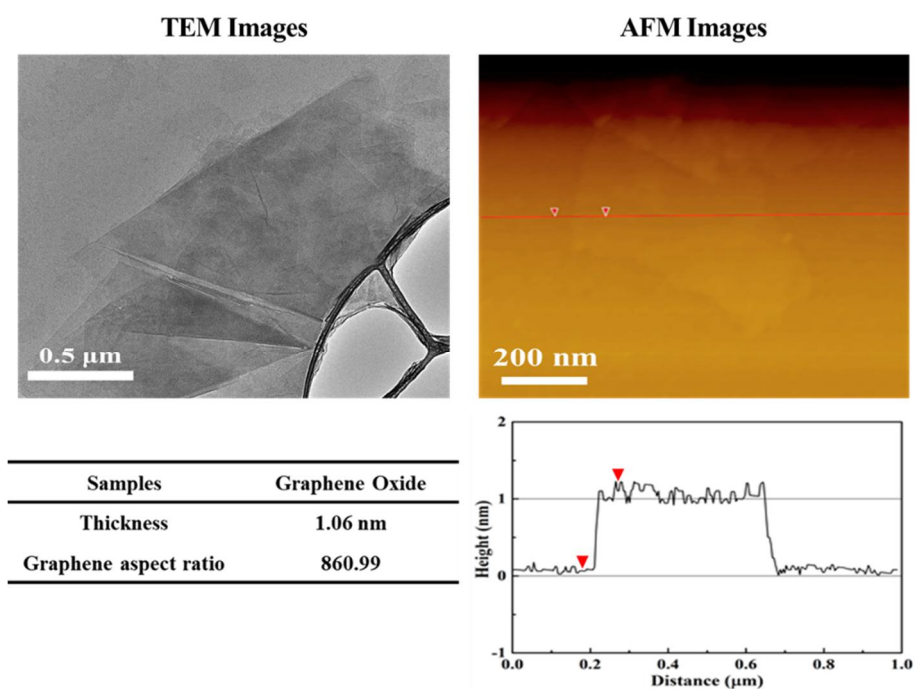 TEM Images
AFM Images
0.5 μm
200 nm
Samples Graphene Oxide
Thickness 1.06 nm
Graphene aspect ratio 860.99
2
1
0
-1
Height (nm)
0.0 0.2 0.4 0.6 0.8 1.0
Distance (μm)